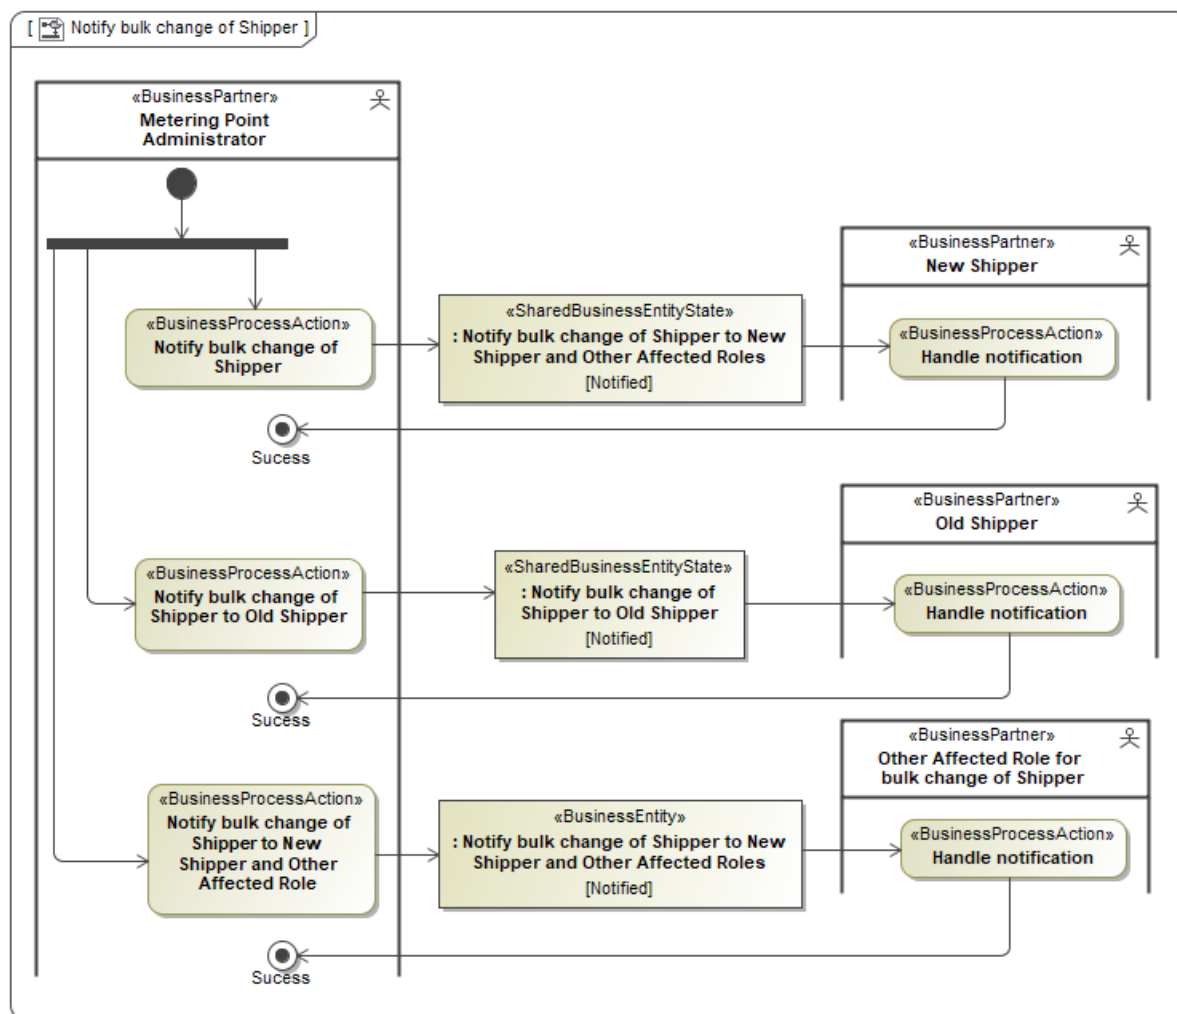 [ Notify bulk change of Shipper ]
«BusinessPartner»
Metering Point
Administrator
«BusinessPartner»
New Shipper
«BusinessProcessAction»
Notify bulk change of
Shipper
«SharedBusinessEntityState»
: Notify bulk change of Shipper to New
Shipper and Other Affected Roles
[Notified]
«BusinessProcessAction»
Handle notification
Sucess
«BusinessPartner»
Old Shipper
«BusinessProcessAction»
Notify bulk change of
Shipper to Old Shipper
«SharedBusinessEntityState»
: Notify bulk change of
Shipper to Old Shipper
[Notified]
«BusinessProcessAction»
Handle notification
Sucess
«BusinessPartner»
Other Affected Role for
bulk change of Shipper
«BusinessProcessAction»
Notify bulk change of
Shipper to New
Shipper and Other
Affected Role
«BusinessEntity»
: Notify bulk change of Shipper to New
Shipper and Other Affected Roles
[Notified]
«BusinessProcessAction»
Handle notification
Sucess